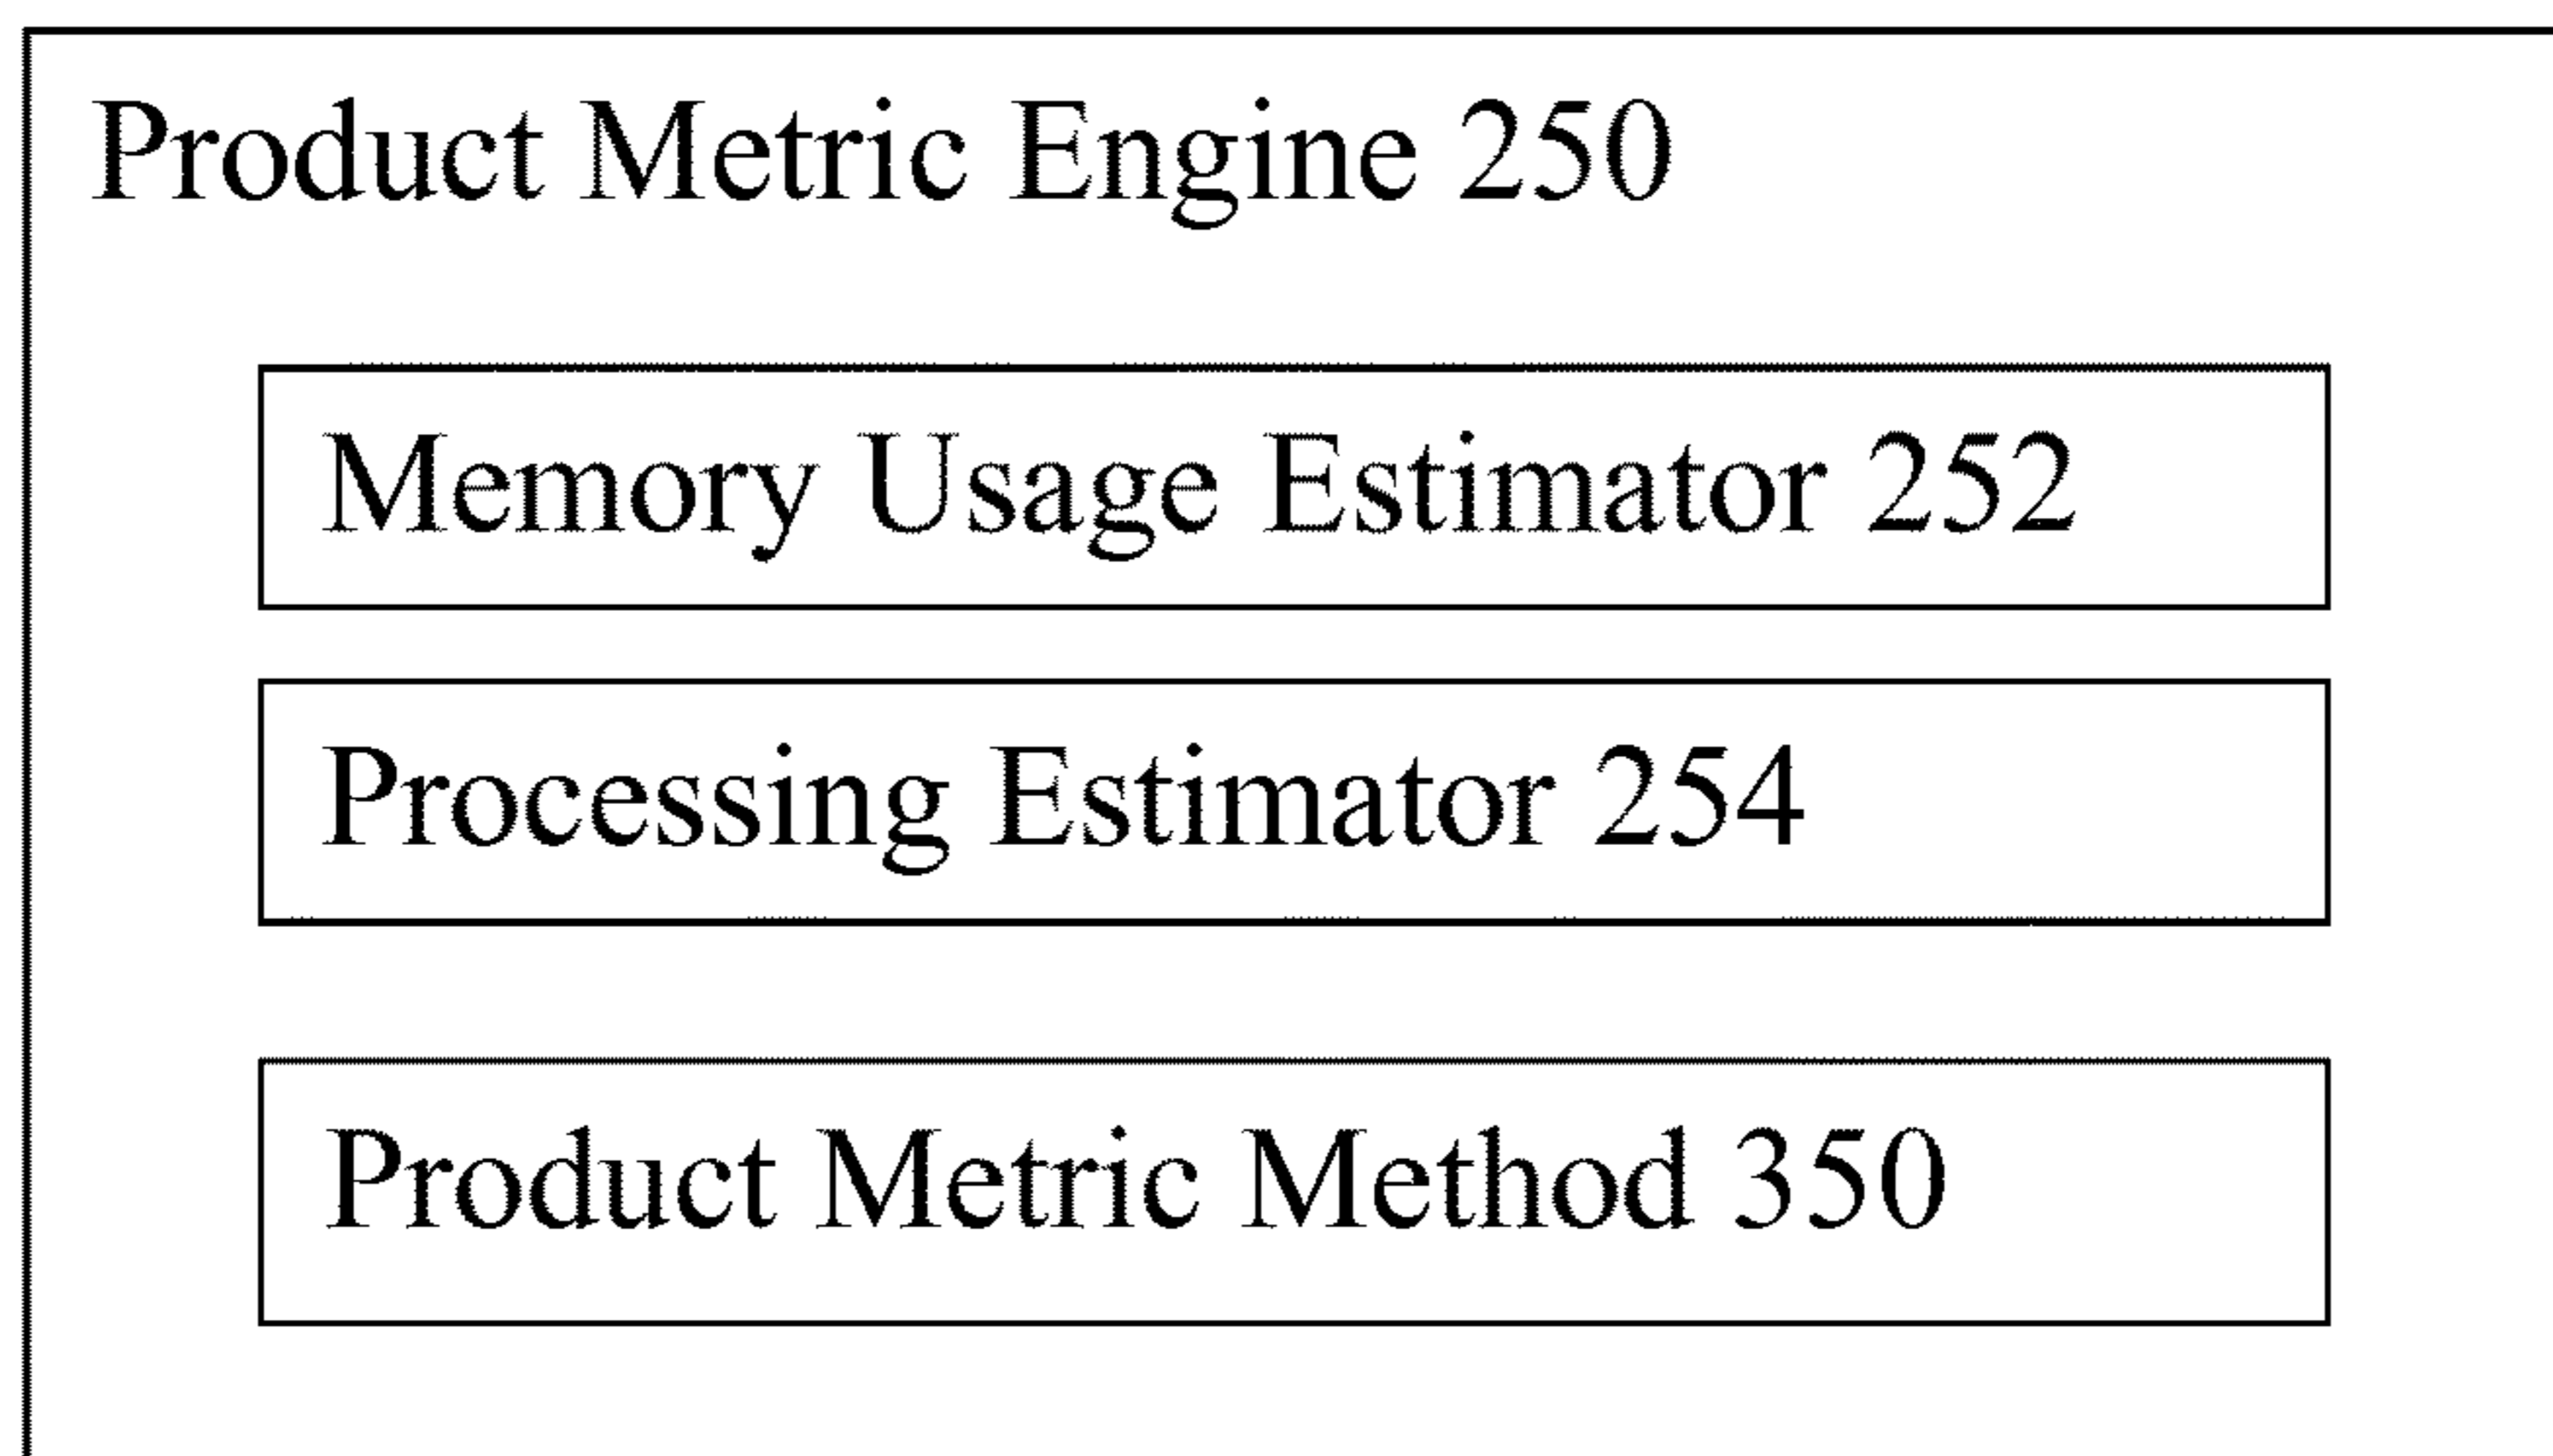 Product Metric Engine 250
Memory Usage Estimator 252
Processing Estimator 254
Product Metric Method 350